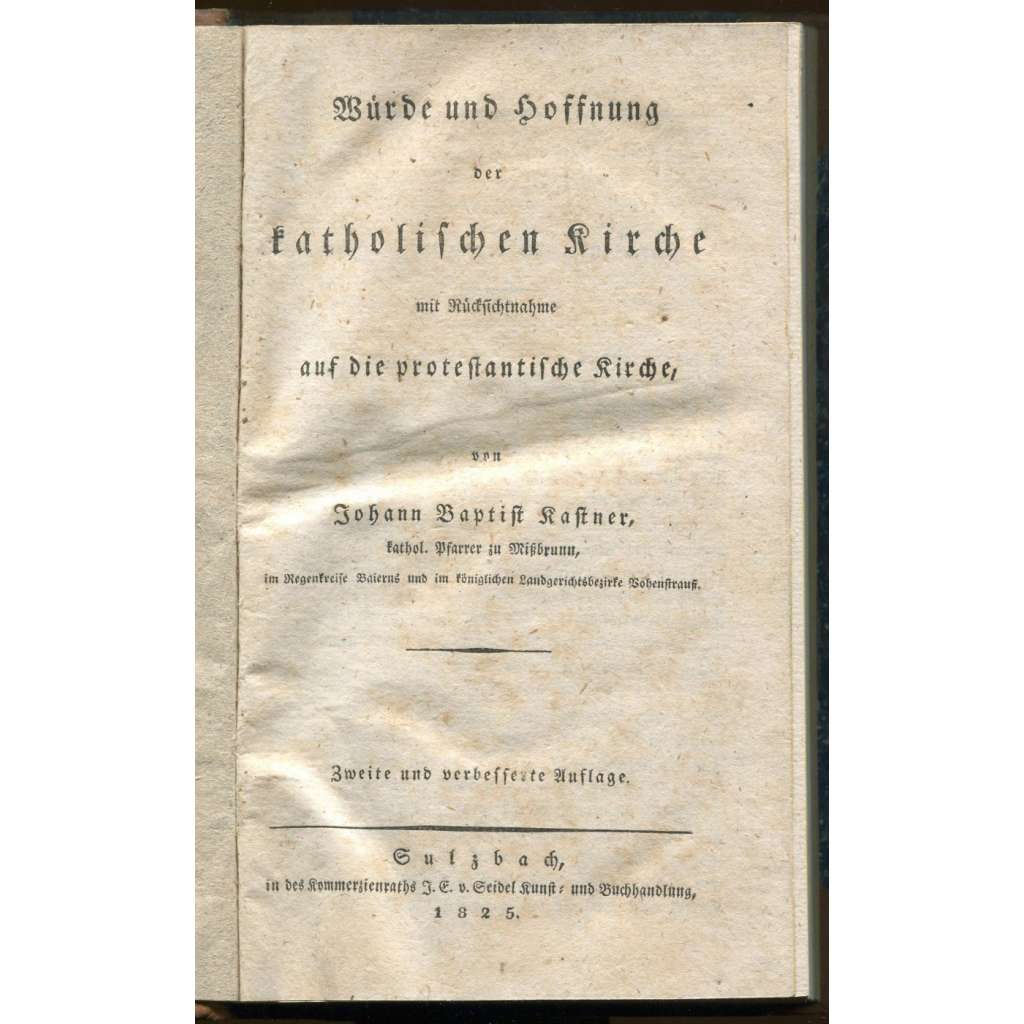 Würde und Hoffnung
der
katholiſchen Kirche
mit Rückſichtnahme
auf die proteſtantiſche Kirche,
von
Johann Baptiſt Kaſtner,
kathol. Pfarrer zu Mißbrunn,
im Regenkreiſe Baierns und im königlichen Landgerichtsbezirke Vohenſtrauß.
Zweite und verbeſſerte Auflage.
Sulzbach,
in des Kommerzienraths J. E. v. Seidel Kunſt- und Buchhandlung,
1825.